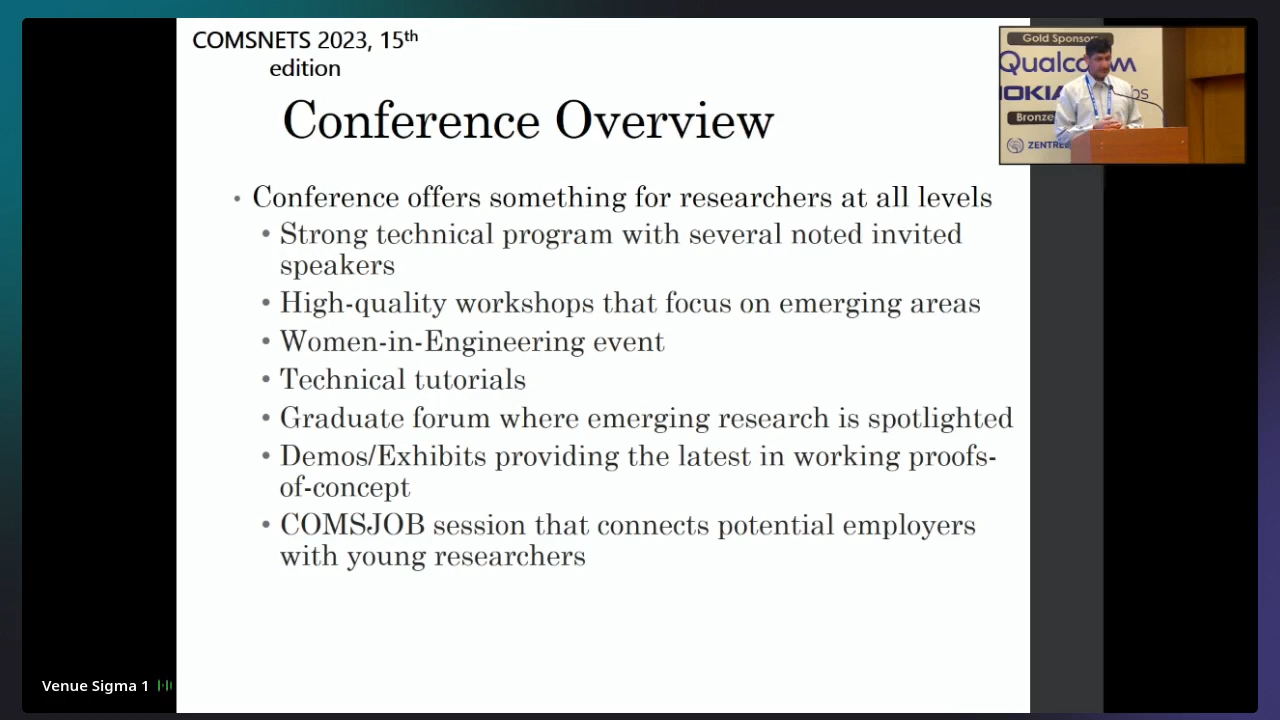 COMSNETS 2023, 15th
edition
Conference Overview
• Conference offers something for researchers at all levels
• Strong technical program with several noted invited
speakers
• High-quality workshops that focus on emerging areas
• Women-in-Engineering event
• Technical tutorials
• Graduate forum where emerging research is spotlighted
• Demos/Exhibits providing the latest in working proofs-
of-concept
• COMSJOB session that connects potential employers
with young researchers
Gold Sponsor
Qualcomm
NOKIA
Bronze
Venue Sigma 1